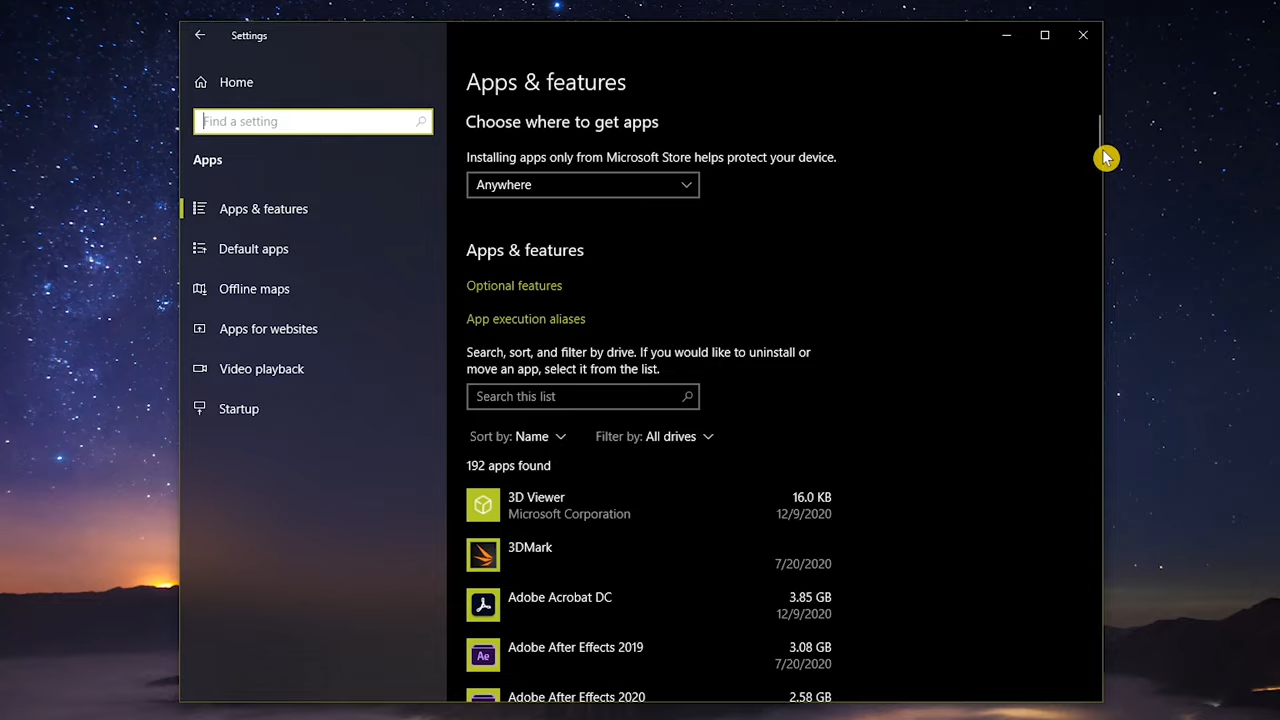 Settings
Home
Find a setting
Apps
Apps & features
Default apps
Offline maps
Apps for websites
Video playback
Startup
Apps & features
Choose where to get apps
Installing apps only from Microsoft Store helps protect your device.
Anywhere
Apps & features
Optional features
App execution aliases
Search, sort, and filter by drive. If you would like to uninstall or
move an app, select it from the list.
Search this list
Sort by: Name Filter by: All drives
192 apps found
3D Viewer 16.0 KB
Microsoft Corporation 12/9/2020
3DMark
7/20/2020
Adobe Acrobat DC 3.85 GB
12/9/2020
Ae Adobe After Effects 2019 3.08 GB
7/20/2020
Adobe After Effects 2020 2.58 GB